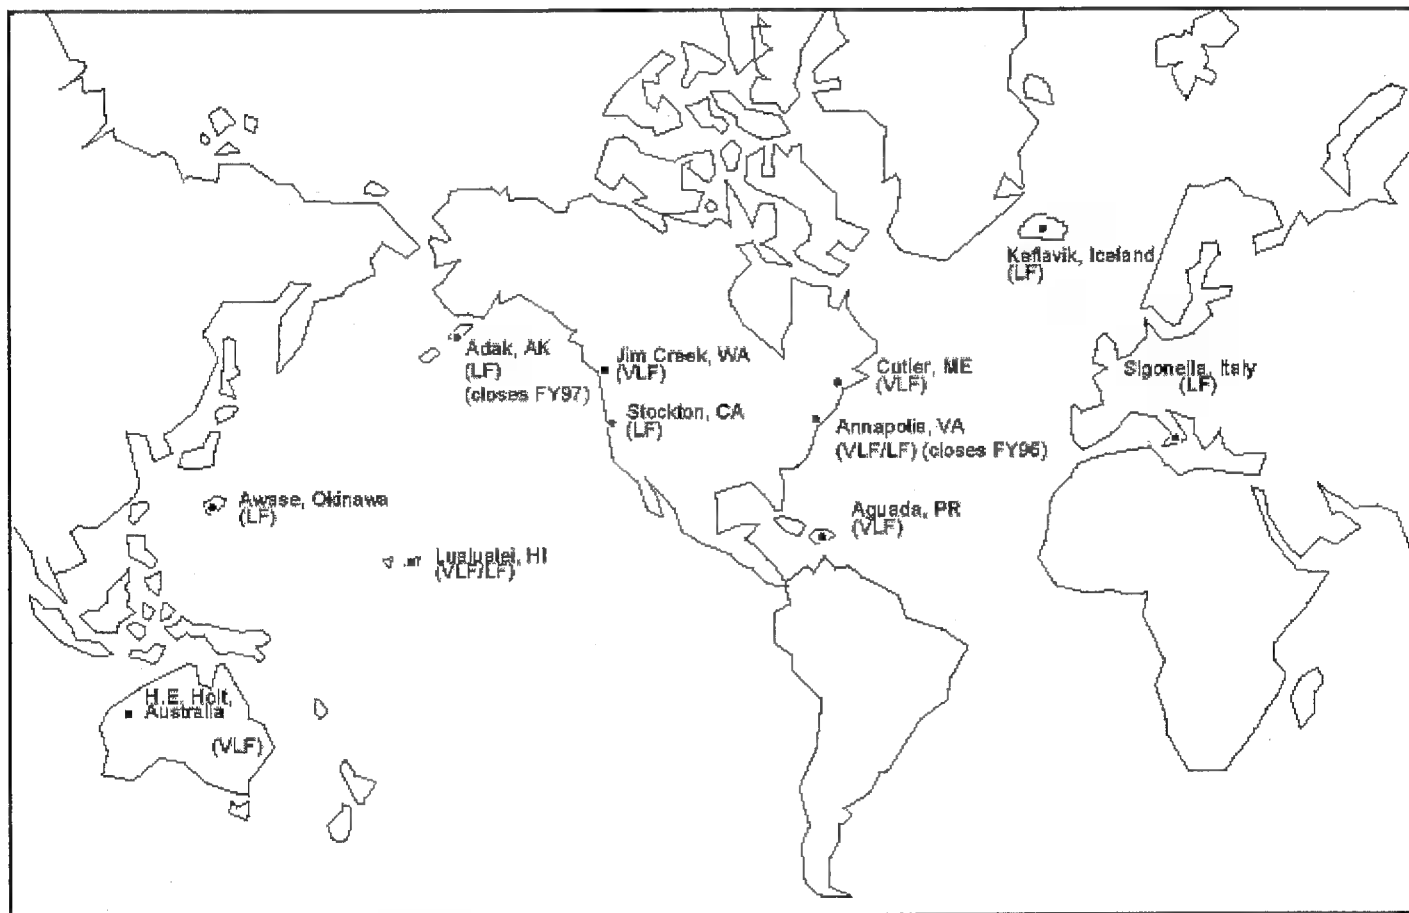 Keflavik, Iceland
(LF)
Adak, AK
(LF)
(closes FY97)
Jim Creek, WA
(VLF)
Cutler, ME
(VLF)
Sigonella, Italy
(LF)
Stockton, CA
(LF)
Annapolis, VA
(VLF/LF) (closes FY96)
Awase, Okinawa
(LF)
Aguada, PR
(VLF)
Lualualei, HI
(VLF/LF)
H.E. Holt,
Australia
(VLF)